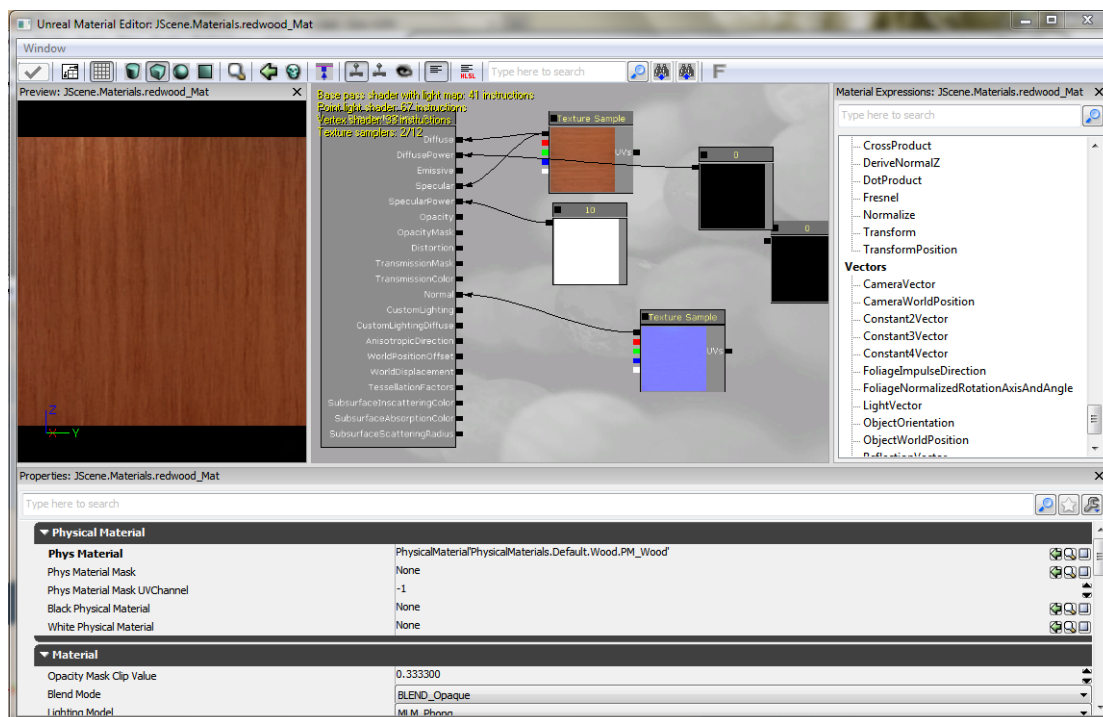 Unreal Material Editor: JScene.Materials.redwood_Mat
Window
HLSL
Type here to search
F
Preview: JScene.Materials.redwood_Mat
Z
X
Y
Base pass shader with light map: 41 instructions
Point light shader: 67 instructions
Vertex shader: 33 instructions
Texture samplers: 2/12
Diffuse
DiffusePower
Emissive
Specular
SpecularPower
Opacity
OpacityMask
Distortion
TransmissionMask
TransmissionColor
Normal
CustomLighting
CustomLightingDiffuse
AnisotropicDirection
WorldPositionOffset
WorldDisplacement
TessellationFactors
SubsurfaceInscatteringColor
SubsurfaceAbsorptionColor
SubsurfaceScatteringRadius
Texture Sample
UVs
0
10
0
Texture Sample
UVs
Material Expressions: JScene.Materials.redwood_Mat
Type here to search
CrossProduct
DeriveNormalZ
DotProduct
Fresnel
Normalize
Transform
TransformPosition
Vectors
CameraVector
CameraWorldPosition
Constant2Vector
Constant3Vector
Constant4Vector
FoliageImpulseDirection
FoliageNormalizedRotationAxisAndAngle
LightVector
ObjectOrientation
ObjectWorldPosition
ReflectionVector
Properties: JScene.Materials.redwood_Mat
Type here to search
Physical Material
Phys Material PhysicalMaterial'PhysicalMaterials.Default.Wood.PM_Wood'
Phys Material Mask None
Phys Material Mask UVChannel -1
Black Physical Material None
White Physical Material None
Material
Opacity Mask Clip Value 0.333300
Blend Mode BLEND_Opaque
Lighting Model MLM_Phong